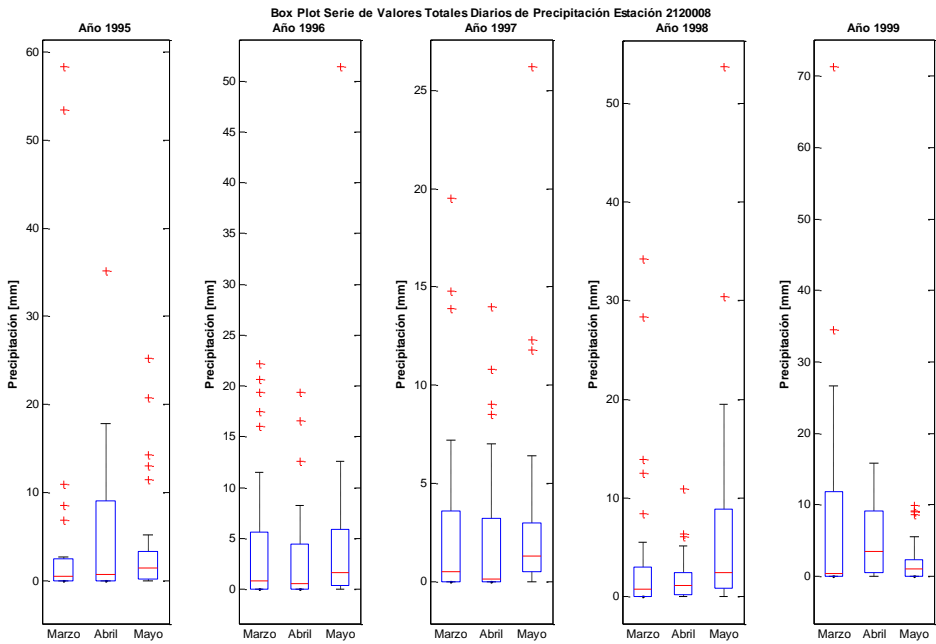 Box Plot Serie de Valores Totales Diarios de Precipitación Estación 2120008
Año 1995
Año 1996
Año 1997
Año 1998
Año 1999
Precipitación [mm]
60
50
40
30
20
10
0
Marzo Abril Mayo
Precipitación [mm]
50
45
40
35
30
25
20
15
10
5
0
Marzo Abril Mayo
Precipitación [mm]
25
20
15
10
5
0
Marzo Abril Mayo
Precipitación [mm]
50
40
30
20
10
0
Marzo Abril Mayo
Precipitación [mm]
70
60
50
40
30
20
10
0
Marzo Abril Mayo